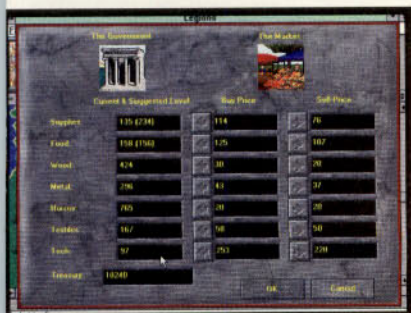 Legions
The Government The Market
Current & Suggested Level Buy Price Sell Price
Supplies: 135 (234) 114 76
Food: 158 (156) 125 107
Wood: 424 30 28
Metal: 296 43 37
Horses: 765 20 20
Textiles: 167 58 50
Tools: 97 253 220
Treasury: 10240
OK Cancel